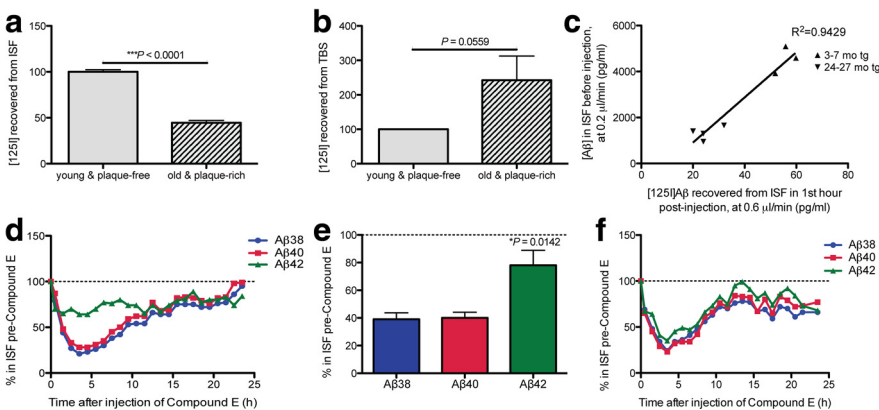 a
[125I] recovered from ISF
150
100
50
0
***P < 0.0001
young & plaque-free
old & plaque-rich
b
[125I] recovered from TBS
400
300
200
100
0
P = 0.0559
young & plaque-free
old & plaque-rich
c
[Aβ] in ISF before injection,
at 0.2 µl/min (pg/ml)
6000
4000
2000
0
R²=0.9429
3-7 mo tg
24-27 mo tg
0
20
40
60
80
[125I]Aβ recovered from ISF in 1st hour
post-injection, at 0.6 µl/min (pg/ml)
d
% in ISF pre-Compound E
150
100
50
0
Aβ38
Aβ40
Aβ42
0
5
10
15
20
25
Time after injection of Compound E (h)
e
% in ISF pre-Compound E
100
80
60
40
20
0
*P = 0.0142
Aβ38
Aβ40
Aβ42
f
% in ISF pre-Compound E
150
100
50
0
Aβ38
Aβ40
Aβ42
0
5
10
15
20
25
Time after injection of Compound E (h)